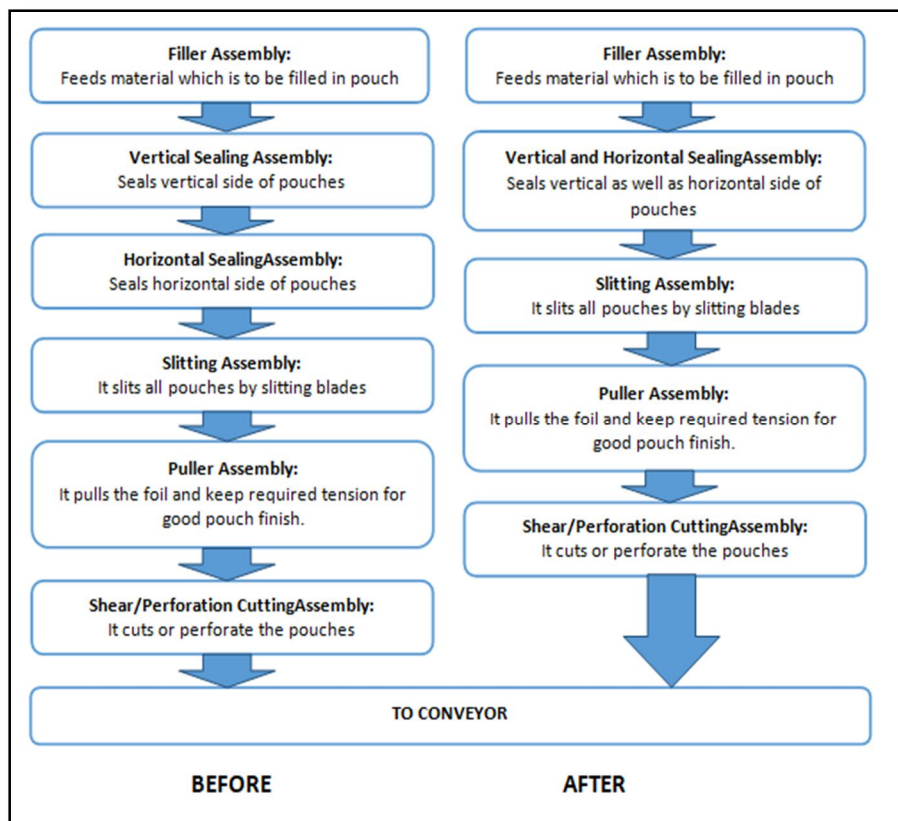 Filler Assembly:
Feeds material which is to be filled in pouch
Vertical Sealing Assembly:
Seals vertical side of pouches
Horizontal SealingAssembly:
Seals horizontal side of pouches
Slitting Assembly:
It slits all pouches by slitting blades
Puller Assembly:
It pulls the foil and keep required tension for
good pouch finish.
Shear/Perforation CuttingAssembly:
It cuts or perforate the pouches
Filler Assembly:
Feeds material which is to be filled in pouch
Vertical and Horizontal SealingAssembly:
Seals vertical as well as horizontal side of
pouches
Slitting Assembly:
It slits all pouches by slitting blades
Puller Assembly:
It pulls the foil and keep required tension for
good pouch finish.
Shear/Perforation CuttingAssembly:
It cuts or perforate the pouches
TO CONVEYOR
BEFORE
AFTER